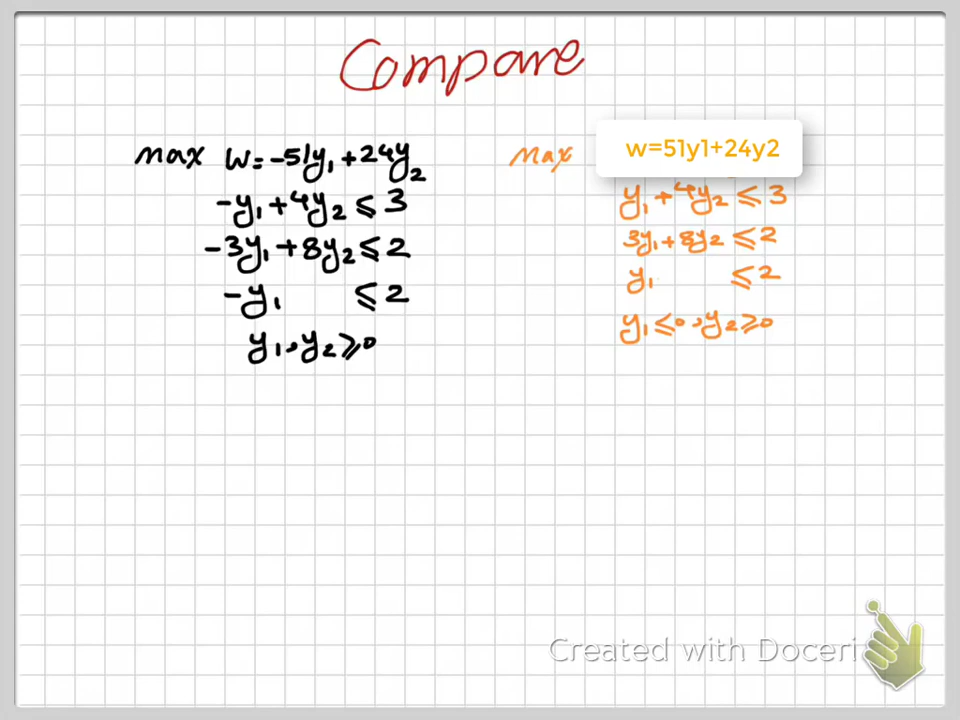 Compare
max w=-51y₁+24y₂
-y₁+4y₂≤3
-3y₁+8y₂≤2
-y₁ ≤2
y₁,y₂≥0
max w=51y1+24y2
y₁+4y₂≤3
3y₁+8y₂≤2
y₁ ≤2
y₁≤0,y₂≥0
Created with Doceri